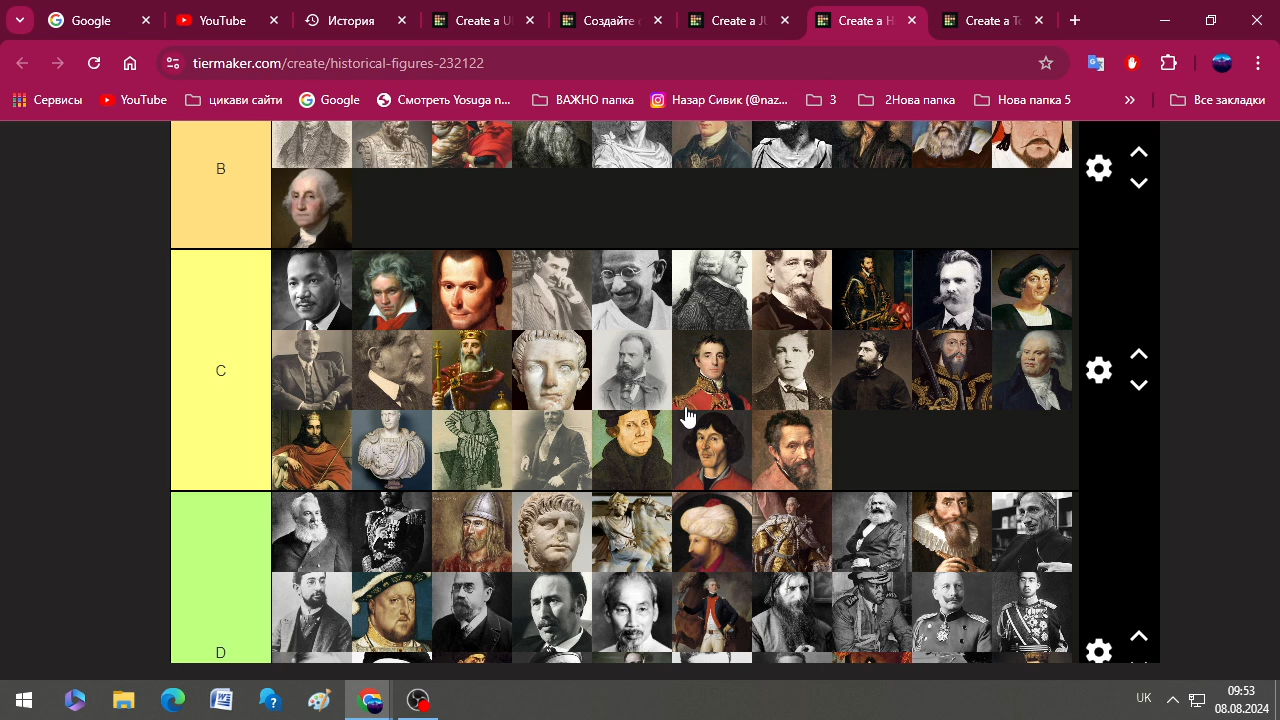 Google
YouTube
История
Create a U
Создайте
Create a JU
Create a H
Create a To
tiermaker.com/create/historical-figures-232122
Сервисы
YouTube
цикави сайти
Google
Смотреть Yosuga n...
ВАЖНО папка
Назар Сивик (@naz...
3
2Нова папка
Нова папка 5
»
Все закладки
B
C
D
UK
09:53
08.08.2024